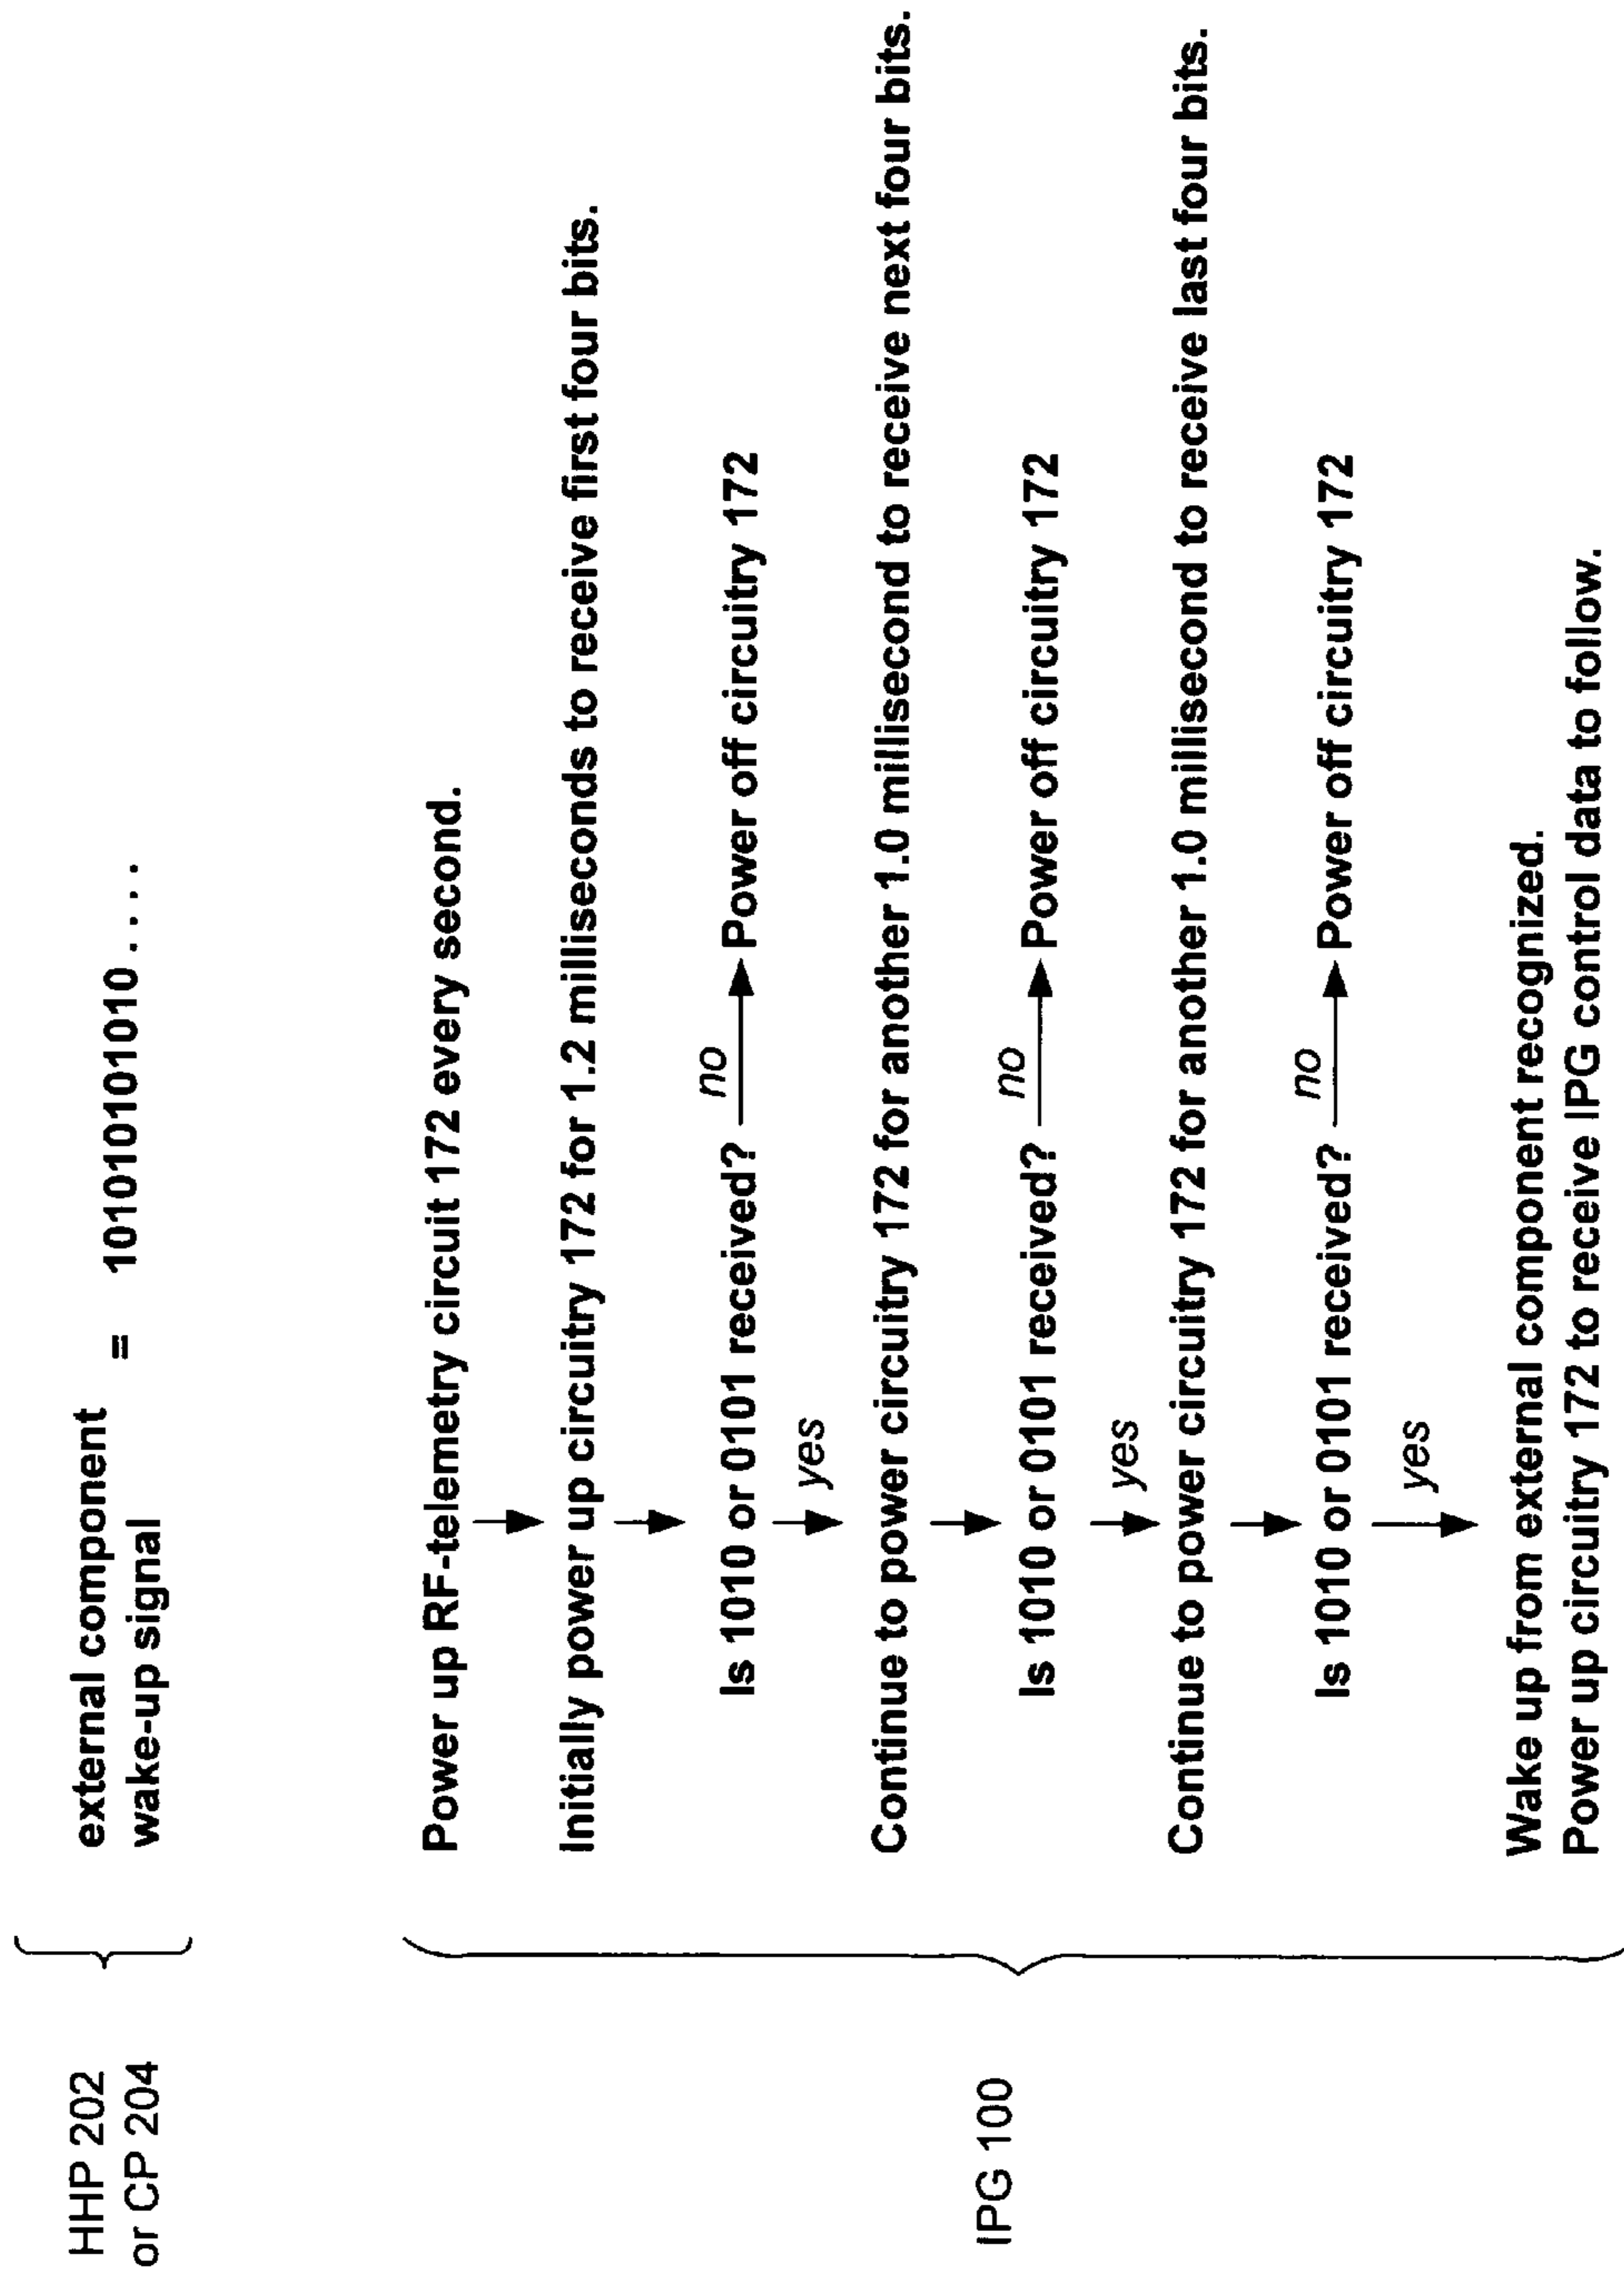 HHP 202
or CP 204
external component
wake-up signal
= 101010101010....
IPG 100
Power up RF-telemetry circuit 172 every second.
Initially power up circuitry 172 for 1.2 milliseconds to receive first four bits.
Is 1010 or 0101 received? no Power off circuitry 172
yes
Continue to power circuitry 172 for another 1.0 millisecond to receive next four bits.
Is 1010 or 0101 received? no Power off circuitry 172
yes
Continue to power circuitry 172 for another 1.0 millisecond to receive last four bits.
Is 1010 or 0101 received? no Power off circuitry 172
yes
Wake up from external component recognized.
Power up circuitry 172 to receive IPG control data to follow.